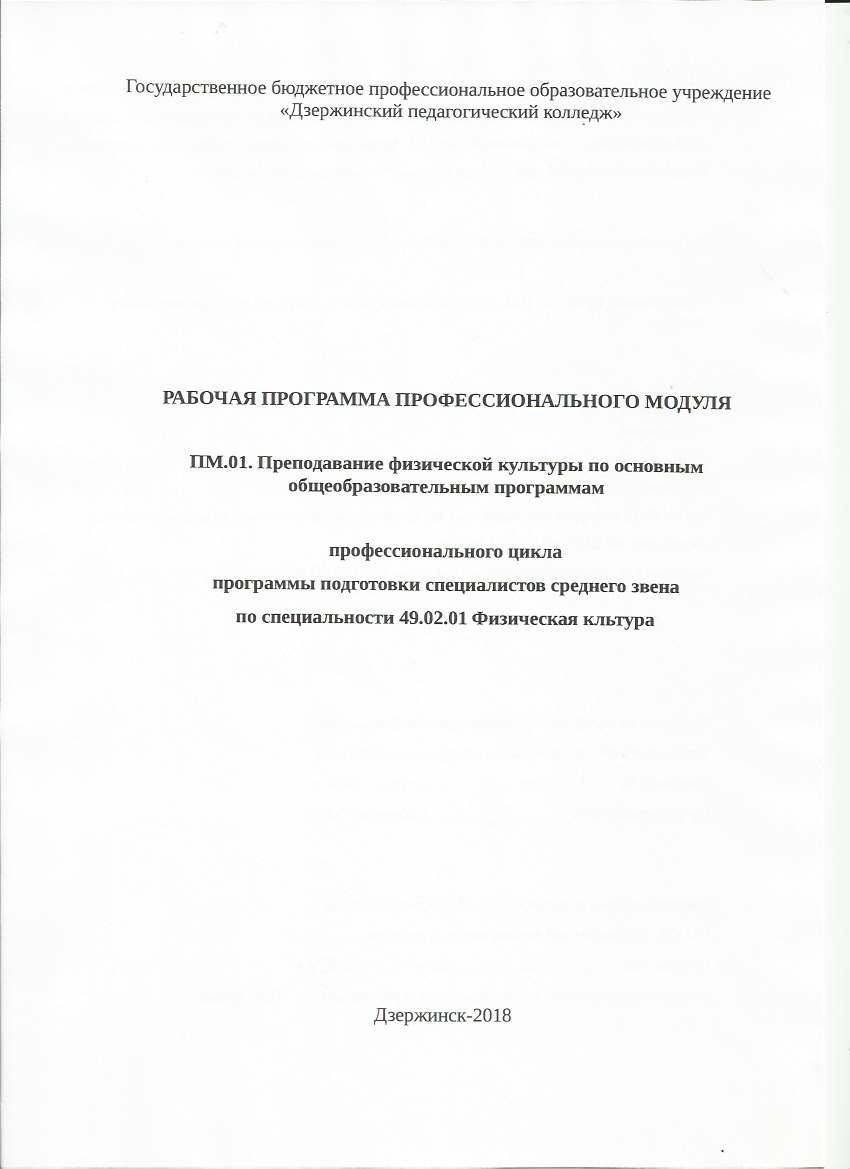 Государственное бюджетное профессиональное образовательное учреждение
«Дзержинский педагогический колледж»
РАБОЧАЯ ПРОГРАММА ПРОФЕССИОНАЛЬНОГО МОДУЛЯ
ПМ.01. Преподавание физической культуры по основным
общеобразовательным программам
профессионального цикла
программы подготовки специалистов среднего звена
по специальности 49.02.01 Физическая кльтура
Дзержинск-2018